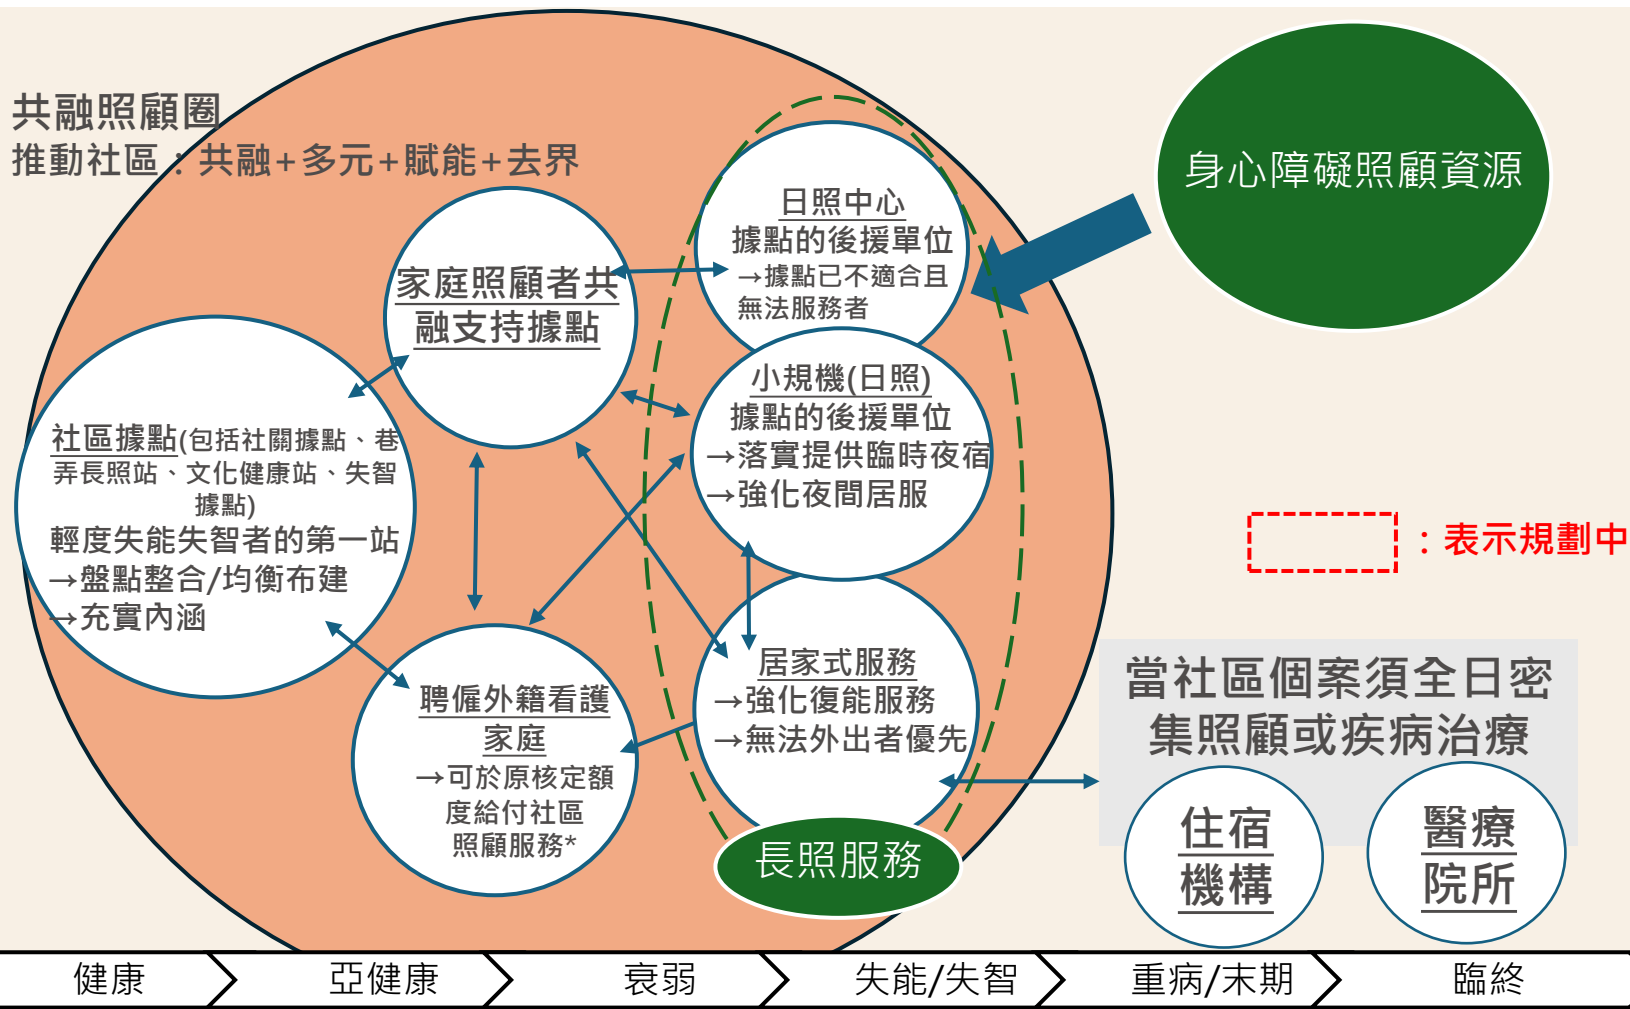 共融照顧圈
推動社區：共融+多元+賦能+去界
身心障礙照顧資源
日照中心
據點的後援單位
→據點已不適合且
無法服務者
家庭照顧者共
融支持據點
小規機(日照)
據點的後援單位
→落實提供臨時夜宿
→強化夜間居服
社區據點(包括社關據點、巷
弄長照站、文化健康站、失智
據點)
輕度失能失智者的第一站
→盤點整合/均衡布建
→充實內涵
：表示規劃中
居家式服務
→強化復能服務
→無法外出者優先
聘僱外籍看護
家庭
→可於原核定額
度給付社區
照顧服務*
長照服務
當社區個案須全日密
集照顧或疾病治療
住宿
機構
醫療
院所
健康
亞健康
衰弱
失能/失智
重病/末期
臨終